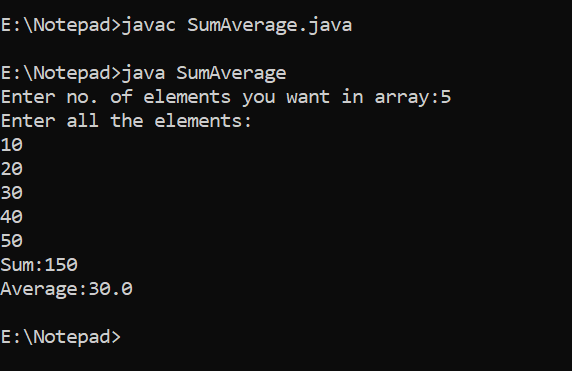 E:\Notepad>javac SumAverage.java
E:\Notepad>java SumAverage
Enter no. of elements you want in array:5
Enter all the elements:
10
20
30
40
50
Sum:150
Average:30.0
E:\Notepad>